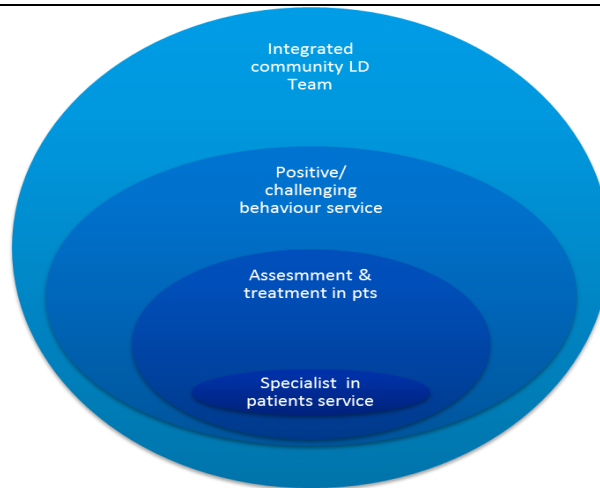 Integrated
community LD
Team
Positive/
challenging
behaviour service
Assesmment &
treatment in pts
Specialist in
patients service